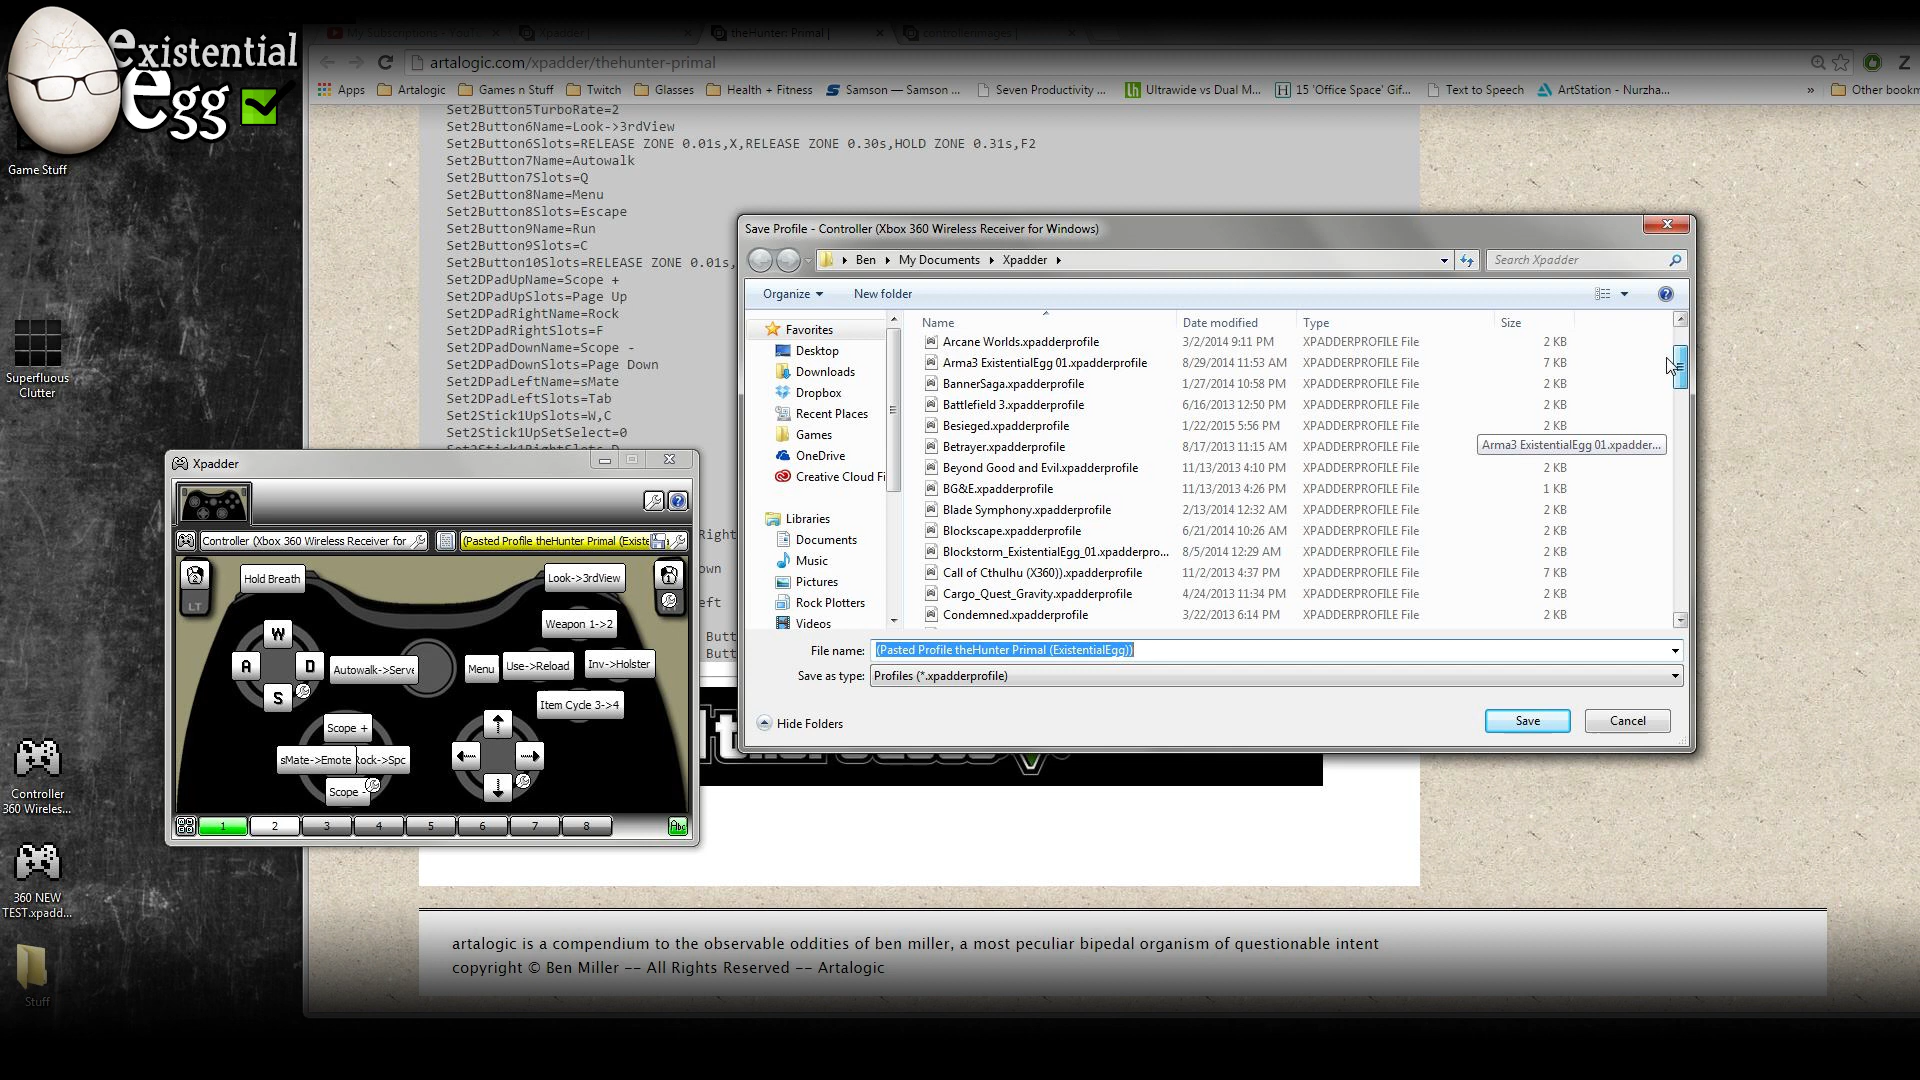 existential
egg
Game Stuff
Superfluous
Clutter
Controller
360 Wireles...
360 NEW
TEST.xpadd...
Stuff
My Subscriptions - YouT
Xpadder |
theHunter: Primal |
controllerimages |
artalogic.com/xpadder/thehunter-primal
Apps
Artalogic
Games n Stuff
Twitch
Glasses
Health + Fitness
Samson — Samson ...
Seven Productivity ...
Ultrawide vs Dual M...
15 'Office Space' Gif...
Text to Speech
ArtStation - Nurzha...
»
Other bookm
Set2Button5TurboRate=2
Set2Button6Name=Look->3rdView
Set2Button6Slots=RELEASE ZONE 0.01s,X,RELEASE ZONE 0.30s,HOLD ZONE 0.31s,F2
Set2Button7Name=Autowalk
Set2Button7Slots=Q
Set2Button8Name=Menu
Set2Button8Slots=Escape
Set2Button9Name=Run
Set2Button9Slots=C
Set2Button10Slots=RELEASE ZONE 0.01s,
Set2DPadUpName=Scope +
Set2DPadUpSlots=Page Up
Set2DPadRightName=Rock
Set2DPadRightSlots=F
Set2DPadDownName=Scope -
Set2DPadDownSlots=Page Down
Set2DPadLeftName=sMate
Set2DPadLeftSlots=Tab
Set2Stick1UpSlots=W,C
Set2Stick1UpSetSelect=0
Right
own
eft
Butt
Butt
Xpadder
Controller (Xbox 360 Wireless Receiver for
(Pasted Profile theHunter Primal (Existe
2
LT
Hold Breath
Look->3rdView
1
Weapon 1->2
W
A
D
S
Autowalk->Serve
Menu
Use->Reload
Inv->Holster
Item Cycle 3->4
Scope +
sMate->Emote
Rock->Spc
Scope -
1
2
3
4
5
6
7
8
Abc
Save Profile - Controller (Xbox 360 Wireless Receiver for Windows)
Ben
My Documents
Xpadder
Search Xpadder
Organize
New folder
Favorites
Desktop
Downloads
Dropbox
Recent Places
Games
OneDrive
Creative Cloud Fi
Libraries
Documents
Music
Pictures
Rock Plotters
Videos
Name
Date modified
Type
Size
Arcane Worlds.xpadderprofile 3/2/2014 9:11 PM XPADDERPROFILE File 2 KB
Arma3 ExistentialEgg 01.xpadderprofile 8/29/2014 11:53 AM XPADDERPROFILE File 7 KB
BannerSaga.xpadderprofile 1/27/2014 10:58 PM XPADDERPROFILE File 2 KB
Battlefield 3.xpadderprofile 6/16/2013 12:50 PM XPADDERPROFILE File 2 KB
Besieged.xpadderprofile 1/22/2015 5:56 PM XPADDERPROFILE File 2 KB
Betrayer.xpadderprofile 8/17/2013 11:15 AM XPADDERPROFILE File
Arma3 ExistentialEgg 01.xpadder...
Beyond Good and Evil.xpadderprofile 11/13/2013 4:10 PM XPADDERPROFILE File 2 KB
BG&E.xpadderprofile 11/13/2013 4:26 PM XPADDERPROFILE File 1 KB
Blade Symphony.xpadderprofile 2/13/2014 12:32 AM XPADDERPROFILE File 2 KB
Blockscape.xpadderprofile 6/21/2014 10:26 AM XPADDERPROFILE File 2 KB
Blockstorm_ExistentialEgg_01.xpadderpro... 8/5/2014 12:29 AM XPADDERPROFILE File 2 KB
Call of Cthulhu (X360)).xpadderprofile 11/2/2013 4:37 PM XPADDERPROFILE File 7 KB
Cargo_Quest_Gravity.xpadderprofile 4/24/2013 11:34 PM XPADDERPROFILE File 2 KB
Condemned.xpadderprofile 3/22/2013 6:14 PM XPADDERPROFILE File 2 KB
File name: (Pasted Profile theHunter Primal (ExistentialEgg))
Save as type: Profiles (*.xpadderprofile)
Hide Folders
Save
Cancel
artalogic is a compendium to the observable oddities of ben miller, a most peculiar bipedal organism of questionable intent
copyright © Ben Miller -- All Rights Reserved -- Artalogic